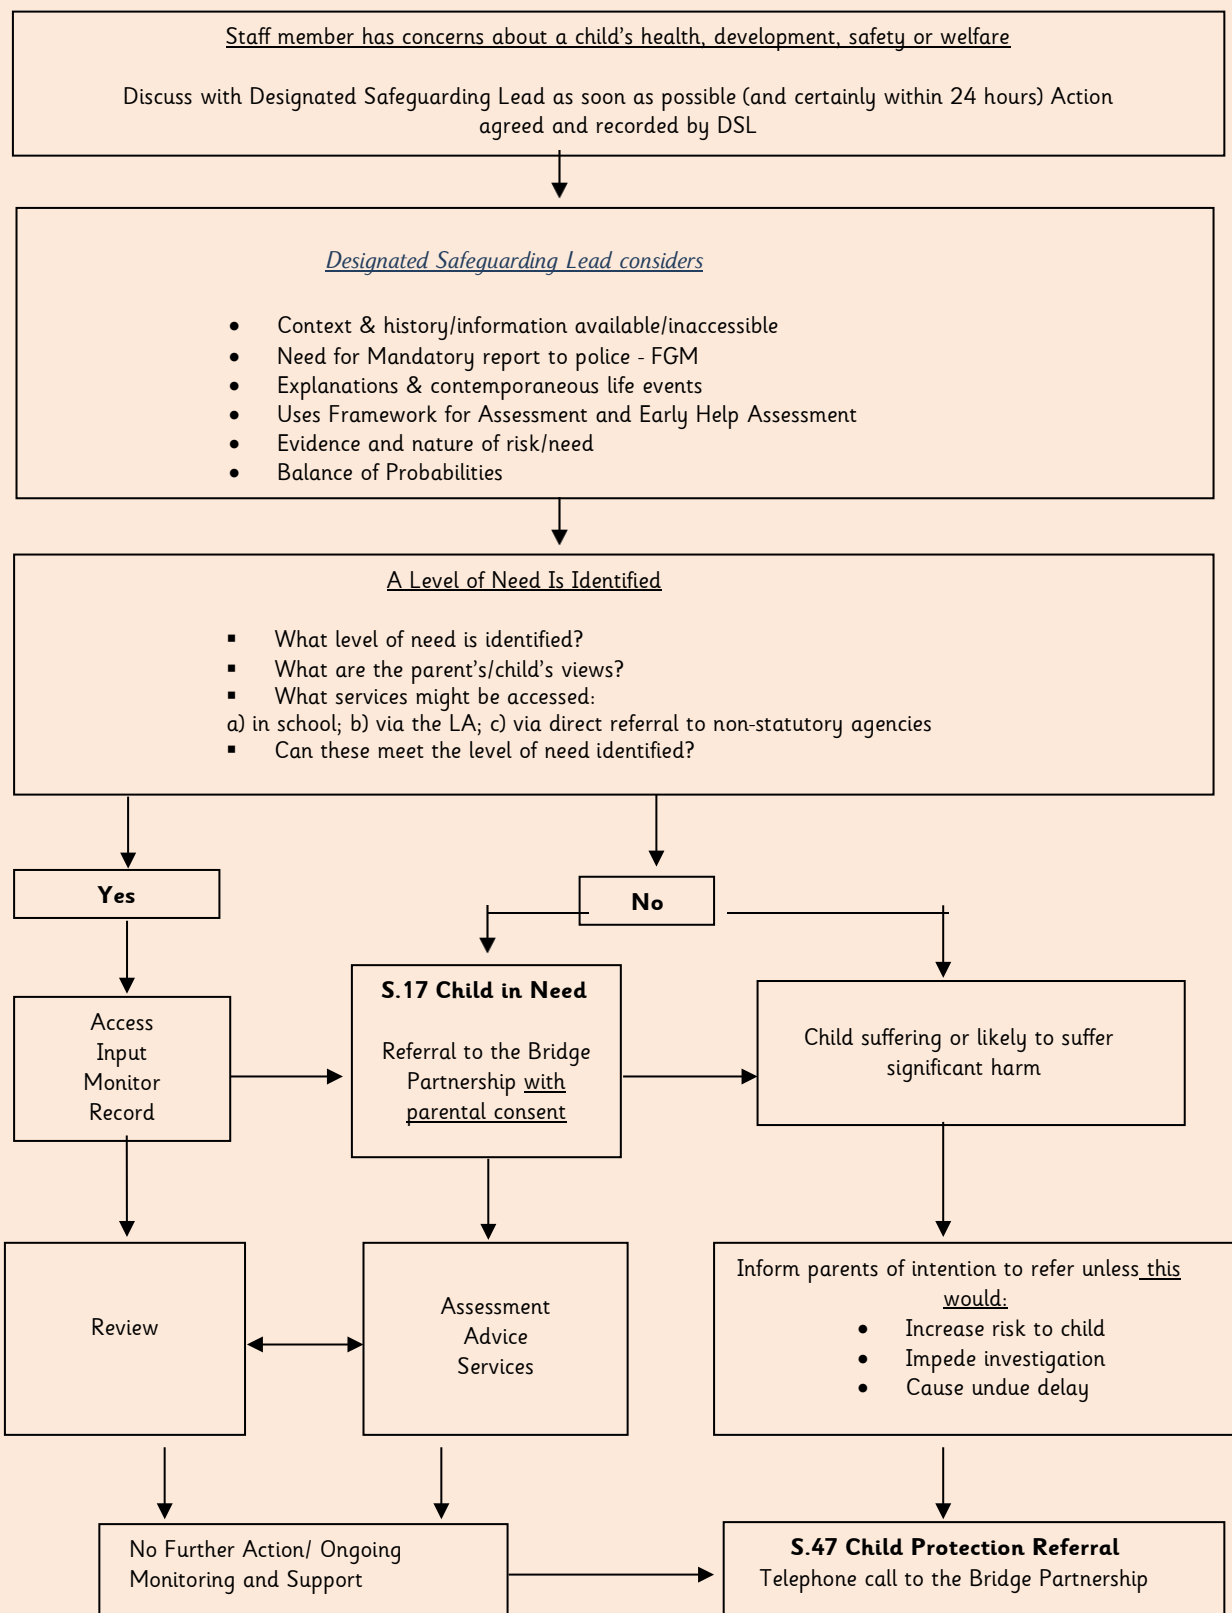 Staff member has concerns about a child's health, development, safety or welfare
Discuss with Designated Safeguarding Lead as soon as possible (and certainly within 24 hours) Action
agreed and recorded by DSL
Designated Safeguarding Lead considers
● Context & history/information available/inaccessible
● Need for Mandatory report to police - FGM
● Explanations & contemporaneous life events
● Uses Framework for Assessment and Early Help Assessment
● Evidence and nature of risk/need
● Balance of Probabilities
A Level of Need Is Identified
▪ What level of need is identified?
▪ What are the parent's/child's views?
▪ What services might be accessed:
a) in school; b) via the LA; c) via direct referral to non-statutory agencies
▪ Can these meet the level of need identified?
Yes
No
Access
Input
Monitor
Record
S.17 Child in Need
Referral to the Bridge
Partnership with
parental consent
Child suffering or likely to suffer
significant harm
Review
Assessment
Advice
Services
Inform parents of intention to refer unless this
would:
● Increase risk to child
● Impede investigation
● Cause undue delay
No Further Action/ Ongoing
Monitoring and Support
S.47 Child Protection Referral
Telephone call to the Bridge Partnership